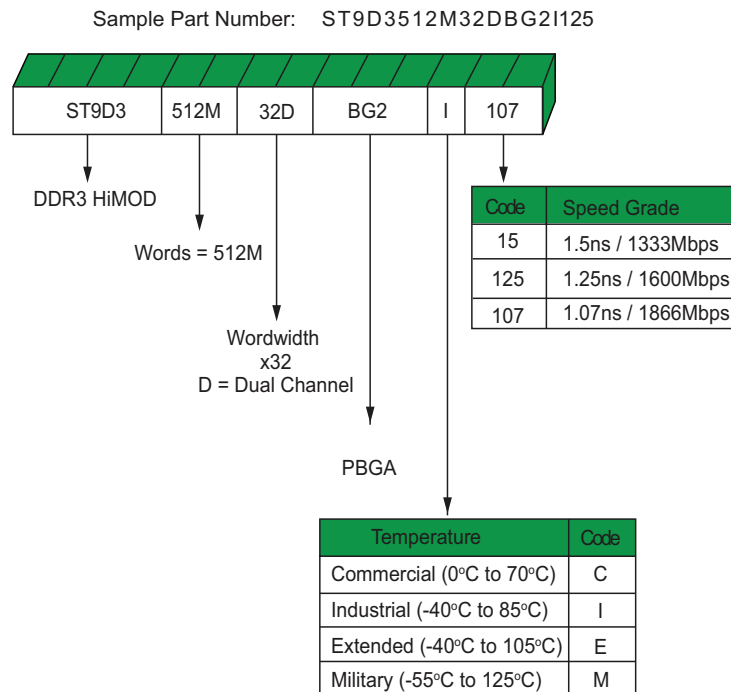 Sample Part Number: ST9D3512M32DBG2I125
ST9D3 512M 32D BG2 I 107
DDR3 HiMOD
Words = 512M
Wordwidth
x32
D = Dual Channel
PBGA
Code Speed Grade
15 1.5ns / 1333Mbps
125 1.25ns / 1600Mbps
107 1.07ns / 1866Mbps
Temperature Code
Commercial (0°C to 70°C) C
Industrial (-40°C to 85°C) I
Extended (-40°C to 105°C) E
Military (-55°C to 125°C) M